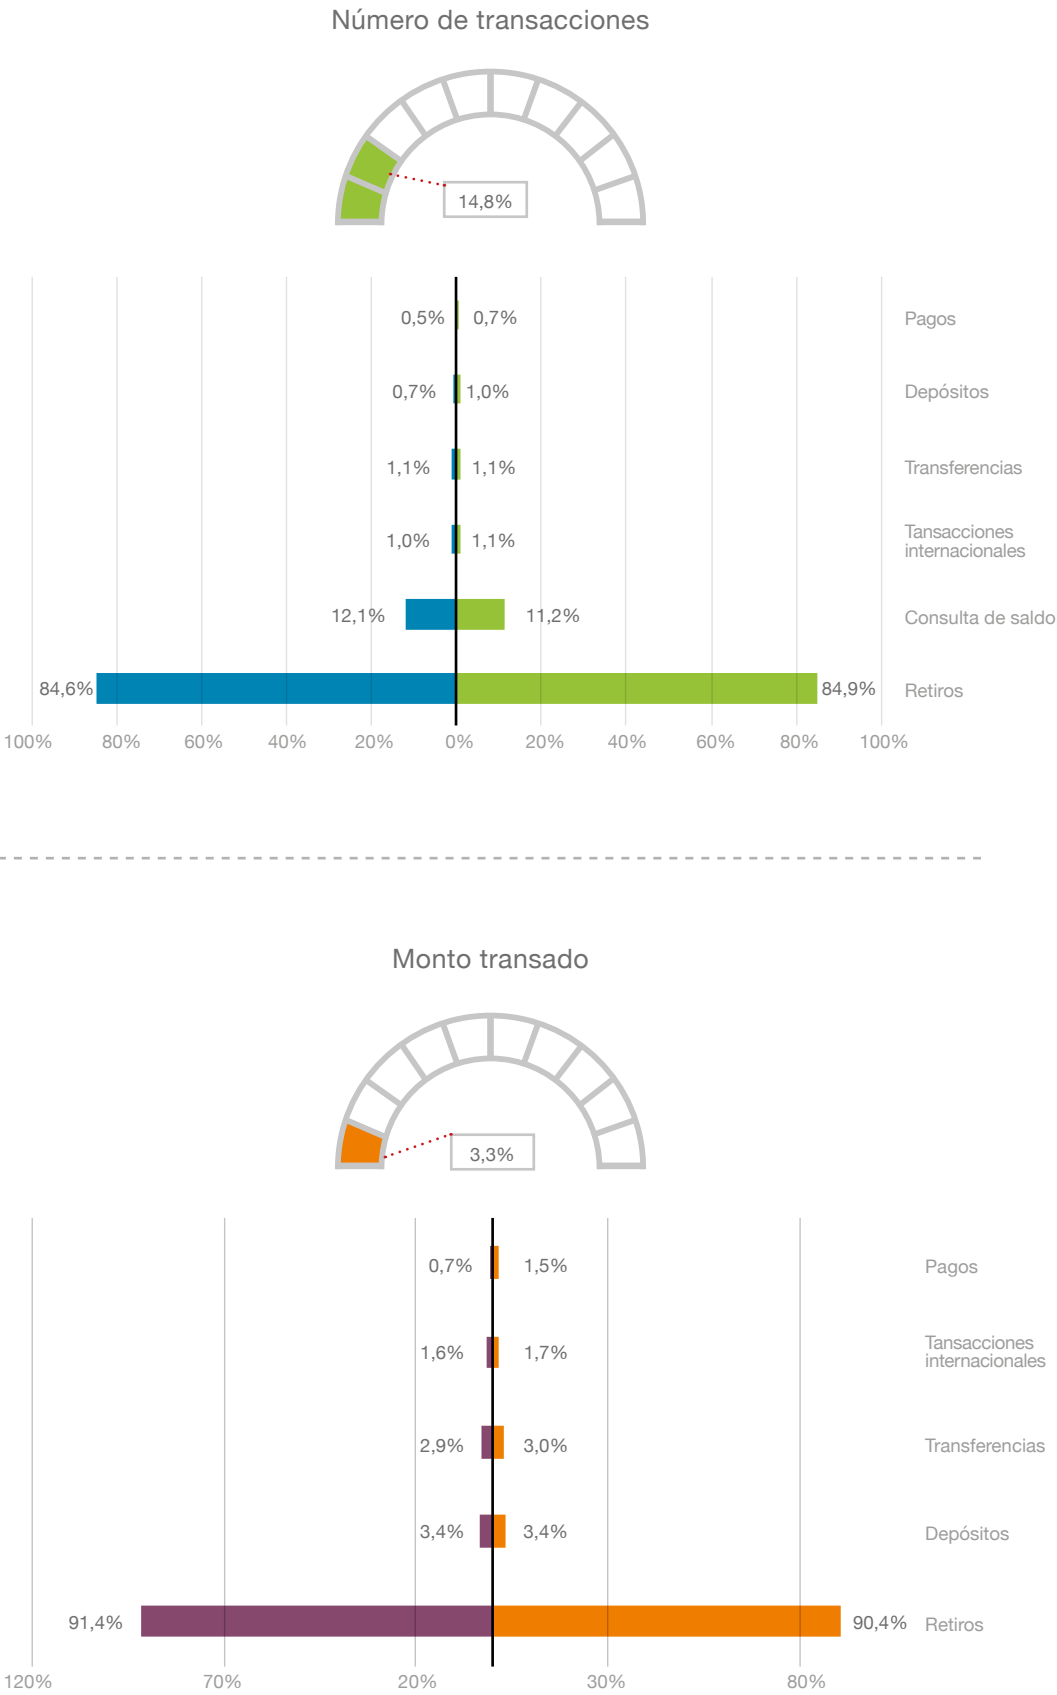 Número de transacciones
14,8%
0,5% 0,7% Pagos
0,7% 1,0% Depósitos
1,1% 1,1% Transferencias
1,0% 1,1% Tansacciones
internacionales
12,1% 11,2% Consulta de saldo
84,6% 84,9% Retiros
100% 80% 60% 40% 20% 0% 20% 40% 60% 80% 100%
Monto transado
3,3%
0,7% 1,5% Pagos
1,6% 1,7% Tansacciones
internacionales
2,9% 3,0% Transferencias
3,4% 3,4% Depósitos
91,4% 90,4% Retiros
120% 70% 20% 30% 80%